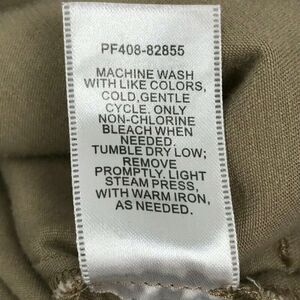 PF408-82855
MACHINE WASH
WITH LIKE COLORS,
COLD,GENTLE
CYCLE. ONLY
NON-CHLORINE
BLEACH WHEN
NEEDED.
TUMBLE DRY LOW;
REMOVE
PROMPTLY. LIGHT
STEAM PRESS,
WITH WARM IRON,
AS NEEDED.